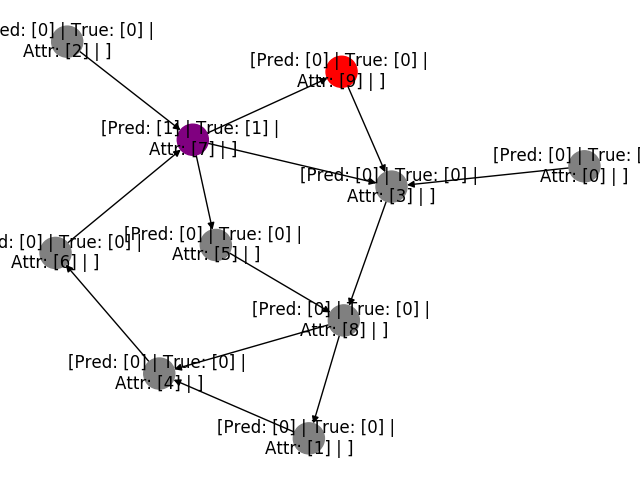 ed: [0] | True: [0] |
Attr: [2] | ]
[Pred: [0] | True: [0] |
Attr: [9] | ]
[Pred: [1] | True: [1] |
Attr: [7] | ]
[Pred: [0] | True: [
Attr: [0] | ]
[Pred: [0] | True: [0] |
Attr: [3] | ]
[Pred: [0] | True: [0] |
Attr: [5] | ]
d: [0] | True: [0] |
Attr: [6] | ]
[Pred: [0] | True: [0] |
Attr: [8] | ]
[Pred: [0] | True: [0] |
Attr: [4] | ]
[Pred: [0] | True: [0] |
Attr: [1] | ]